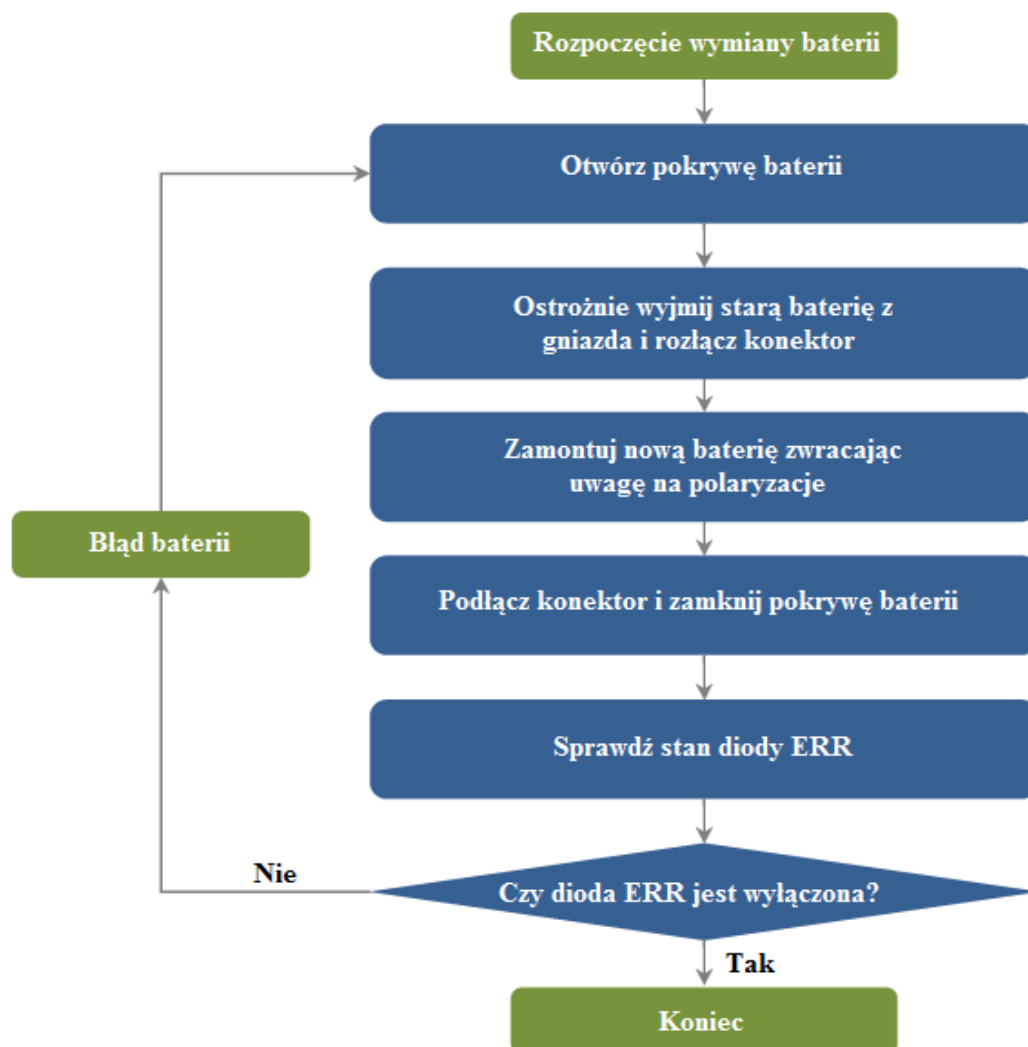 Rozpoczęcie wymiany baterii
Otwórz pokrywę baterii
Ostrożnie wyjmij starą baterię z
gniazda i rozłącz konektor
Zamontuj nową baterię zwracając
uwagę na polaryzacje
Błąd baterii
Podłącz konektor i zamknij pokrywę baterii
Sprawdź stan diody ERR
Nie
Czy dioda ERR jest wyłączona?
Tak
Koniec